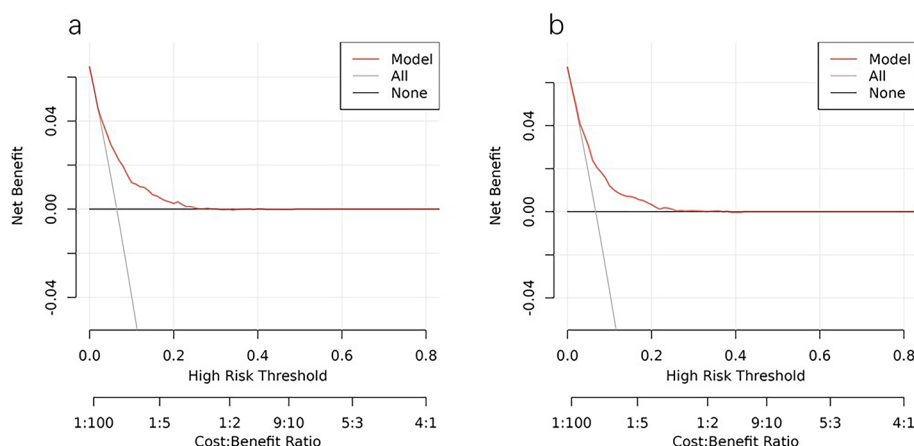 a
Model
All
None
Net Benefit
0.04
0.00
-0.04
0.0 0.2 0.4 0.6 0.8
High Risk Threshold
1:100 1:5 1:2 9:10 5:3 4:1
Cost:Benefit Ratio
b
Model
All
None
Net Benefit
0.04
0.00
-0.04
0.0 0.2 0.4 0.6 0.8
High Risk Threshold
1:100 1:5 1:2 9:10 5:3 4:1
Cost:Benefit Ratio